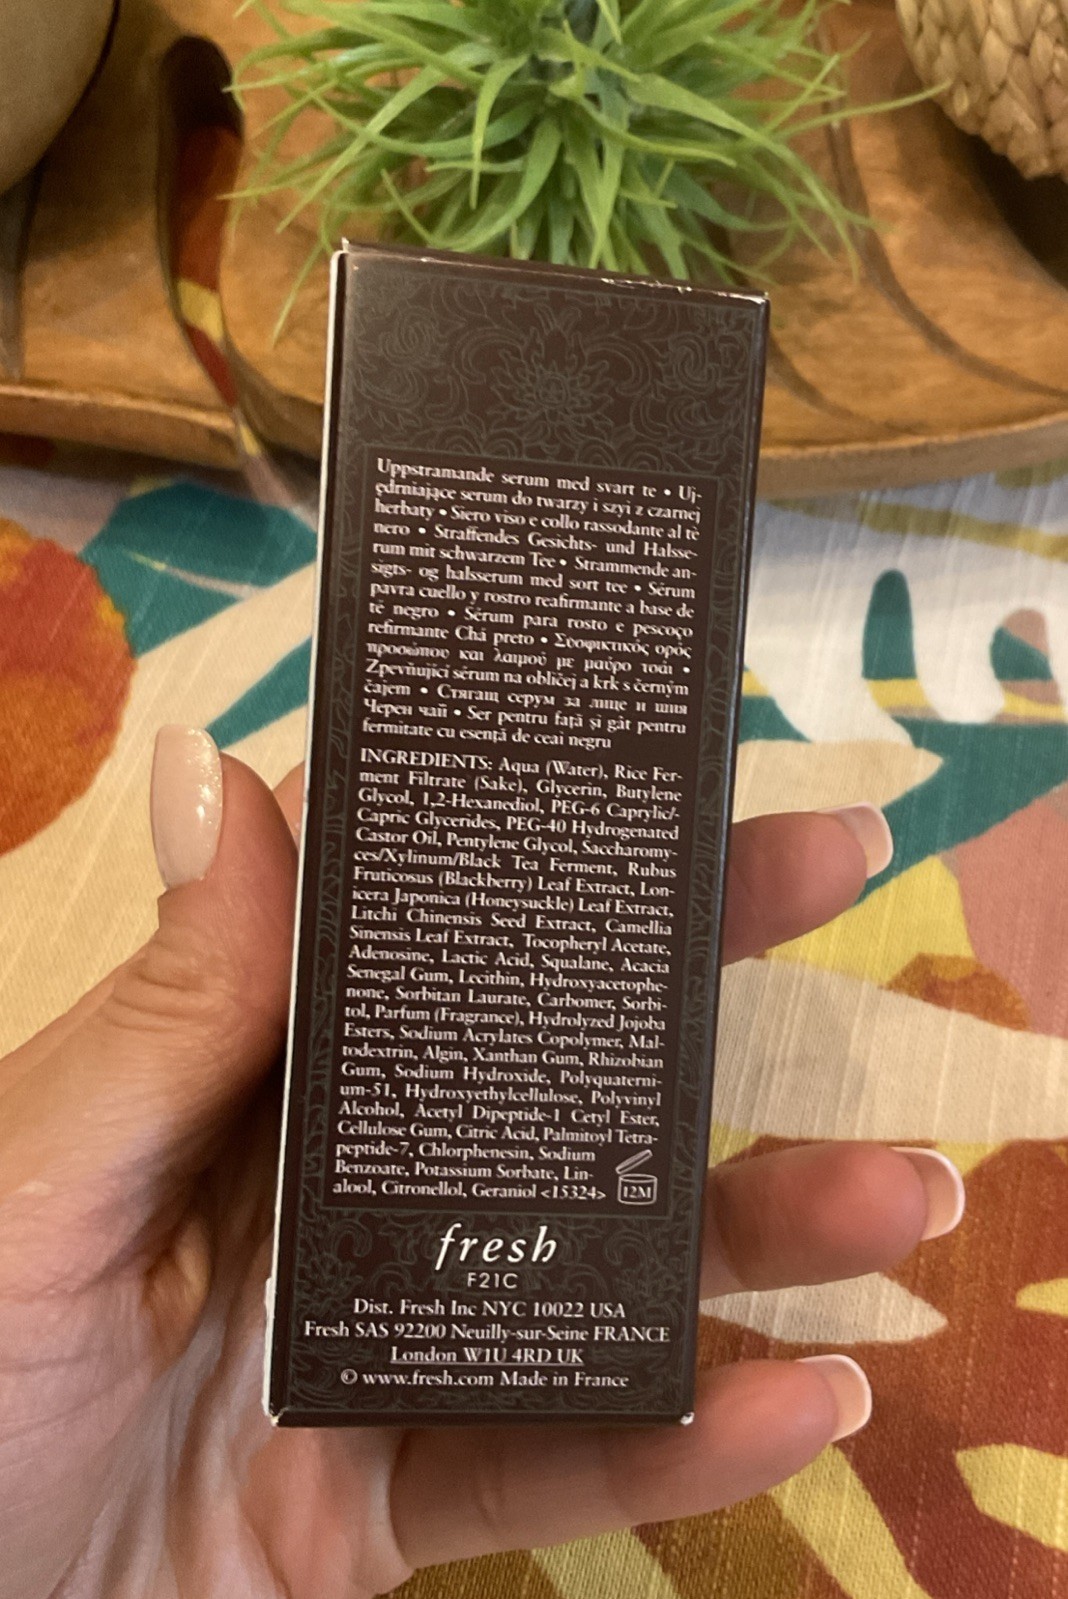 Uppstramande serum med svart te • Uj-
ędrniające serum do twarzy i szyi z czarnej
herbaty • Siero viso e collo rassodante al tè
nero • Straffendes Gesichts- und Halsse-
rum mit schwarzem Tee • Strammende an-
sigts- og halsserum med sort tee • Sérum
pavra cuello y rostro reafirmante a base de
té negro • Sérum para rosto e pescoço
refirmante Chá preto • Συσφικτικός ορός
προσώπου και λαιμού με μαύρο τσάι •
Zpevňující sérum na obličej a krk s černým
čajem • Стягащ серум за лице и шия
Черен чай • Ser pentru față și gât pentru
fermitate cu esență de ceai negru
INGREDIENTS: Aqua (Water), Rice Fer-
ment Filtrate (Sake), Glycerin, Butylene
Glycol, 1,2-Hexanediol, PEG-6 Caprylic/-
Capric Glycerides, PEG-40 Hydrogenated
Castor Oil, Pentylene Glycol, Saccharomy-
ces/Xylinum/Black Tea Ferment, Rubus
Fruticosus (Blackberry) Leaf Extract, Lon-
icera Japonica (Honeysuckle) Leaf Extract,
Litchi Chinensis Seed Extract, Camellia
Sinensis Leaf Extract, Tocopheryl Acetate,
Adenosine, Lactic Acid, Squalane, Acacia
Senegal Gum, Lecithin, Hydroxyacetophe-
none, Sorbitan Laurate, Carbomer, Sorbi-
tol, Parfum (Fragrance), Hydrolyzed Jojoba
Esters, Sodium Acrylates Copolymer, Mal-
todextrin, Algin, Xanthan Gum, Rhizobian
Gum, Sodium Hydroxide, Polyquaterni-
um-51, Hydroxyethylcellulose, Polyvinyl
Alcohol, Acetyl Dipeptide-1 Cetyl Ester,
Cellulose Gum, Citric Acid, Palmitoyl Tetra-
peptide-7, Chlorphenesin, Sodium
Benzoate, Potassium Sorbate, Lin-
alool, Citronellol, Geraniol <15324>
12M
fresh
F21C
Dist. Fresh Inc NYC 10022 USA
Fresh SAS 92200 Neuilly-sur-Seine FRANCE
London W1U 4RD UK
© www.fresh.com Made in France